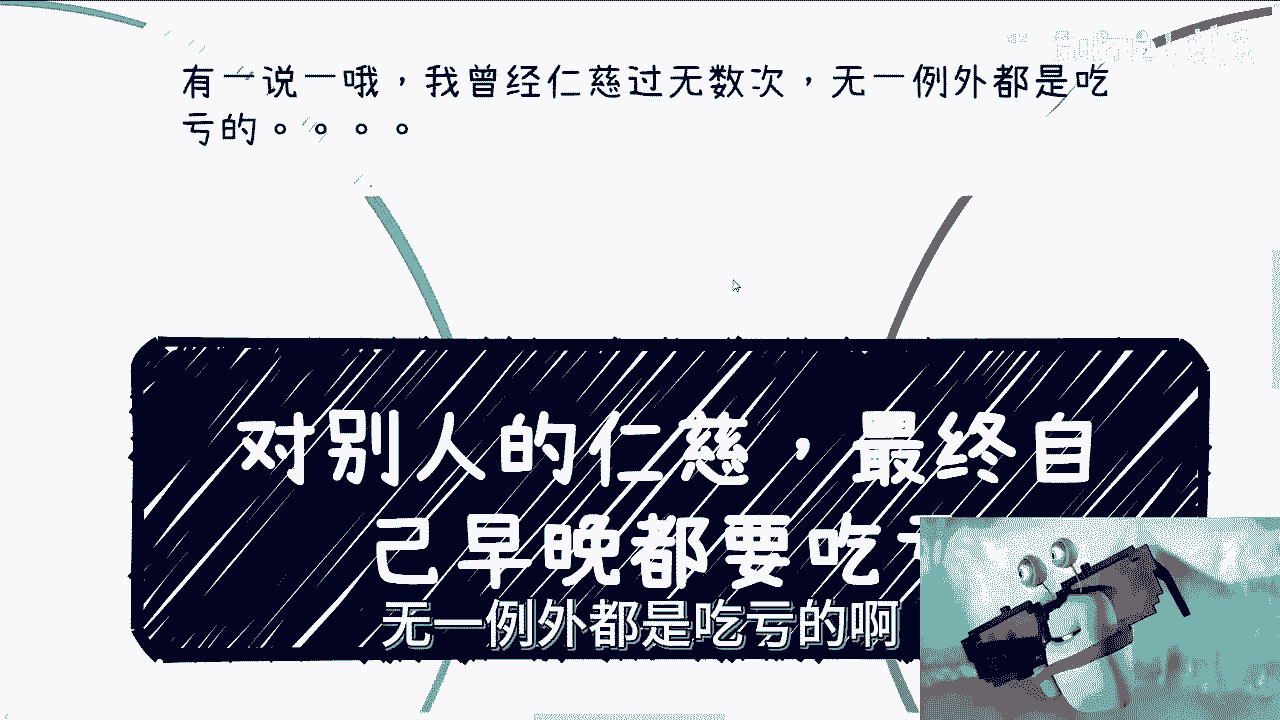 有一说一哦，我曾经仁慈过无数次，无一例外都是吃
亏的。。。。
对别人的仁慈，最终自
己早晚都要吃
无一例外都是吃亏的啊